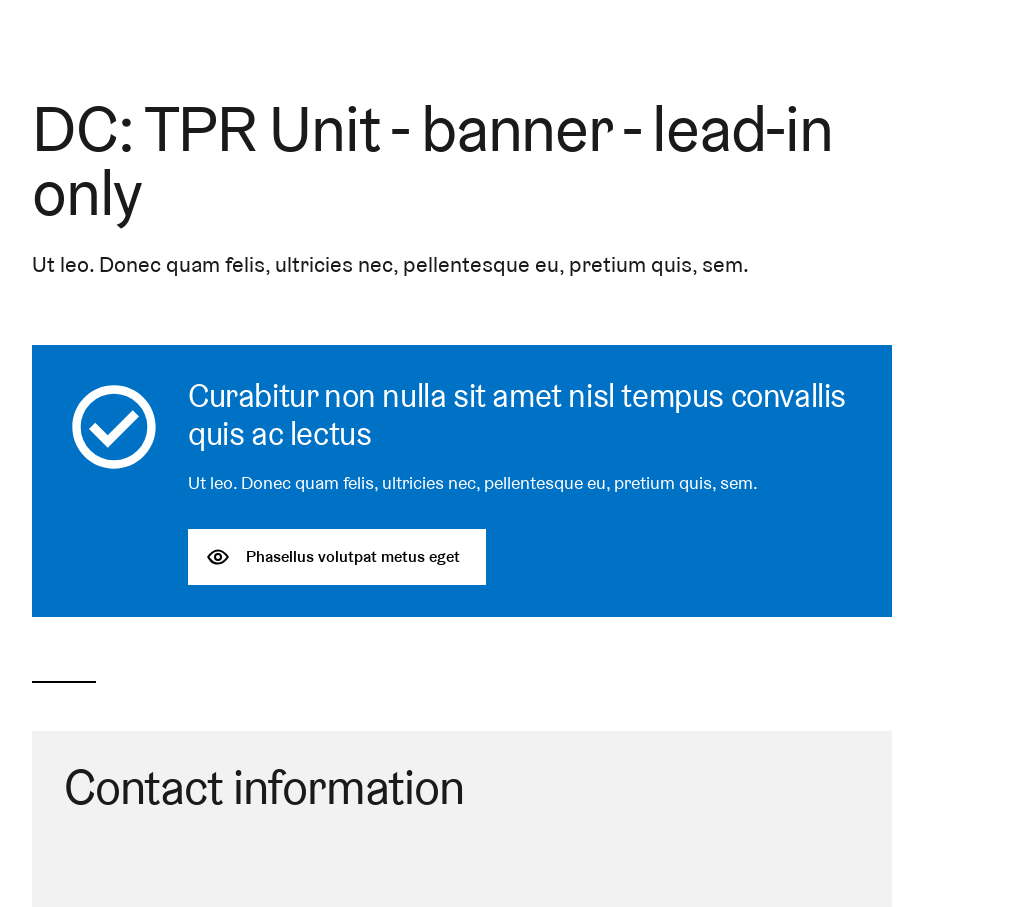 DC: TPR Unit - banner - lead-in
only
Ut leo. Donec quam felis, ultricies nec, pellentesque eu, pretium quis, sem.
Curabitur non nulla sit amet nisl tempus convallis
quis ac lectus
Ut leo. Donec quam felis, ultricies nec, pellentesque eu, pretium quis, sem.
Phasellus volutpat metus eget
Contact information